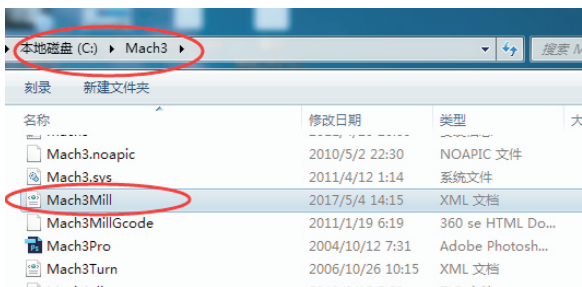 本地磁盘 (C:) ▸ Mach3 ▸ 搜索 M
刻录 新建文件夹
名称 修改日期 类型 大
Mach3.noapic 2010/5/2 22:30 NOAPIC 文件
Mach3.sys 2011/4/12 1:14 系统文件
Mach3Mill 2017/5/4 14:15 XML 文档
Mach3MillGcode 2011/1/19 6:19 360 se HTML Do...
Mach3Pro 2004/10/12 7:31 Adobe Photosh...
Mach3Turn 2006/10/26 10:15 XML 文档